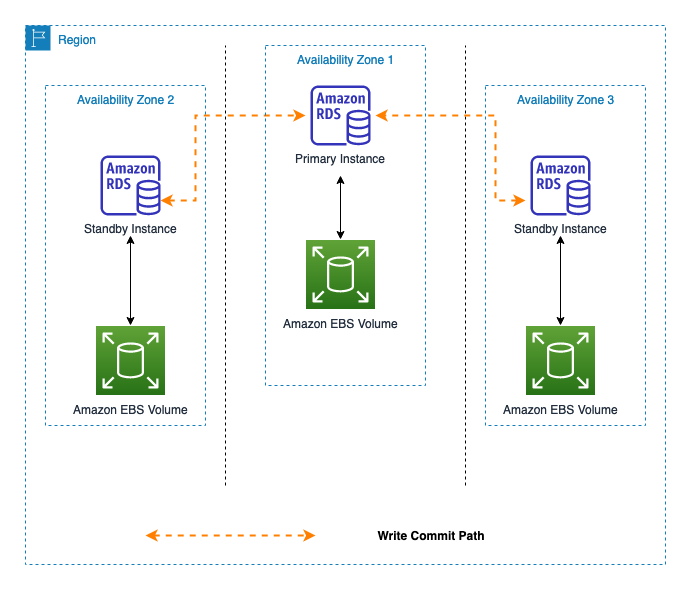 Region
Availability Zone 1
Amazon
RDS
Primary Instance
Amazon EBS Volume
Availability Zone 2
Amazon
RDS
Standby Instance
Amazon EBS Volume
Availability Zone 3
Amazon
RDS
Standby Instance
Amazon EBS Volume
Write Commit Path